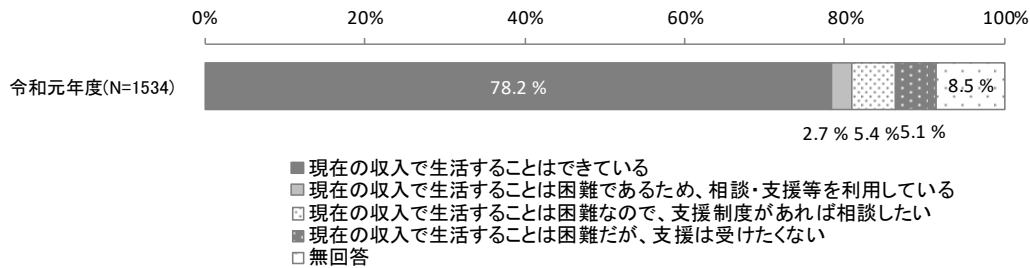 0% 20% 40% 60% 80% 100%
令和元年度(N=1534)
78.2 %
8.5 %
2.7 % 5.4 % 5.1 %
現在の収入で生活することはできている
現在の収入で生活することは困難であるため、相談・支援等を利用している
現在の収入で生活することは困難なので、支援制度があれば相談したい
現在の収入で生活することは困難だが、支援は受けたくない
無回答